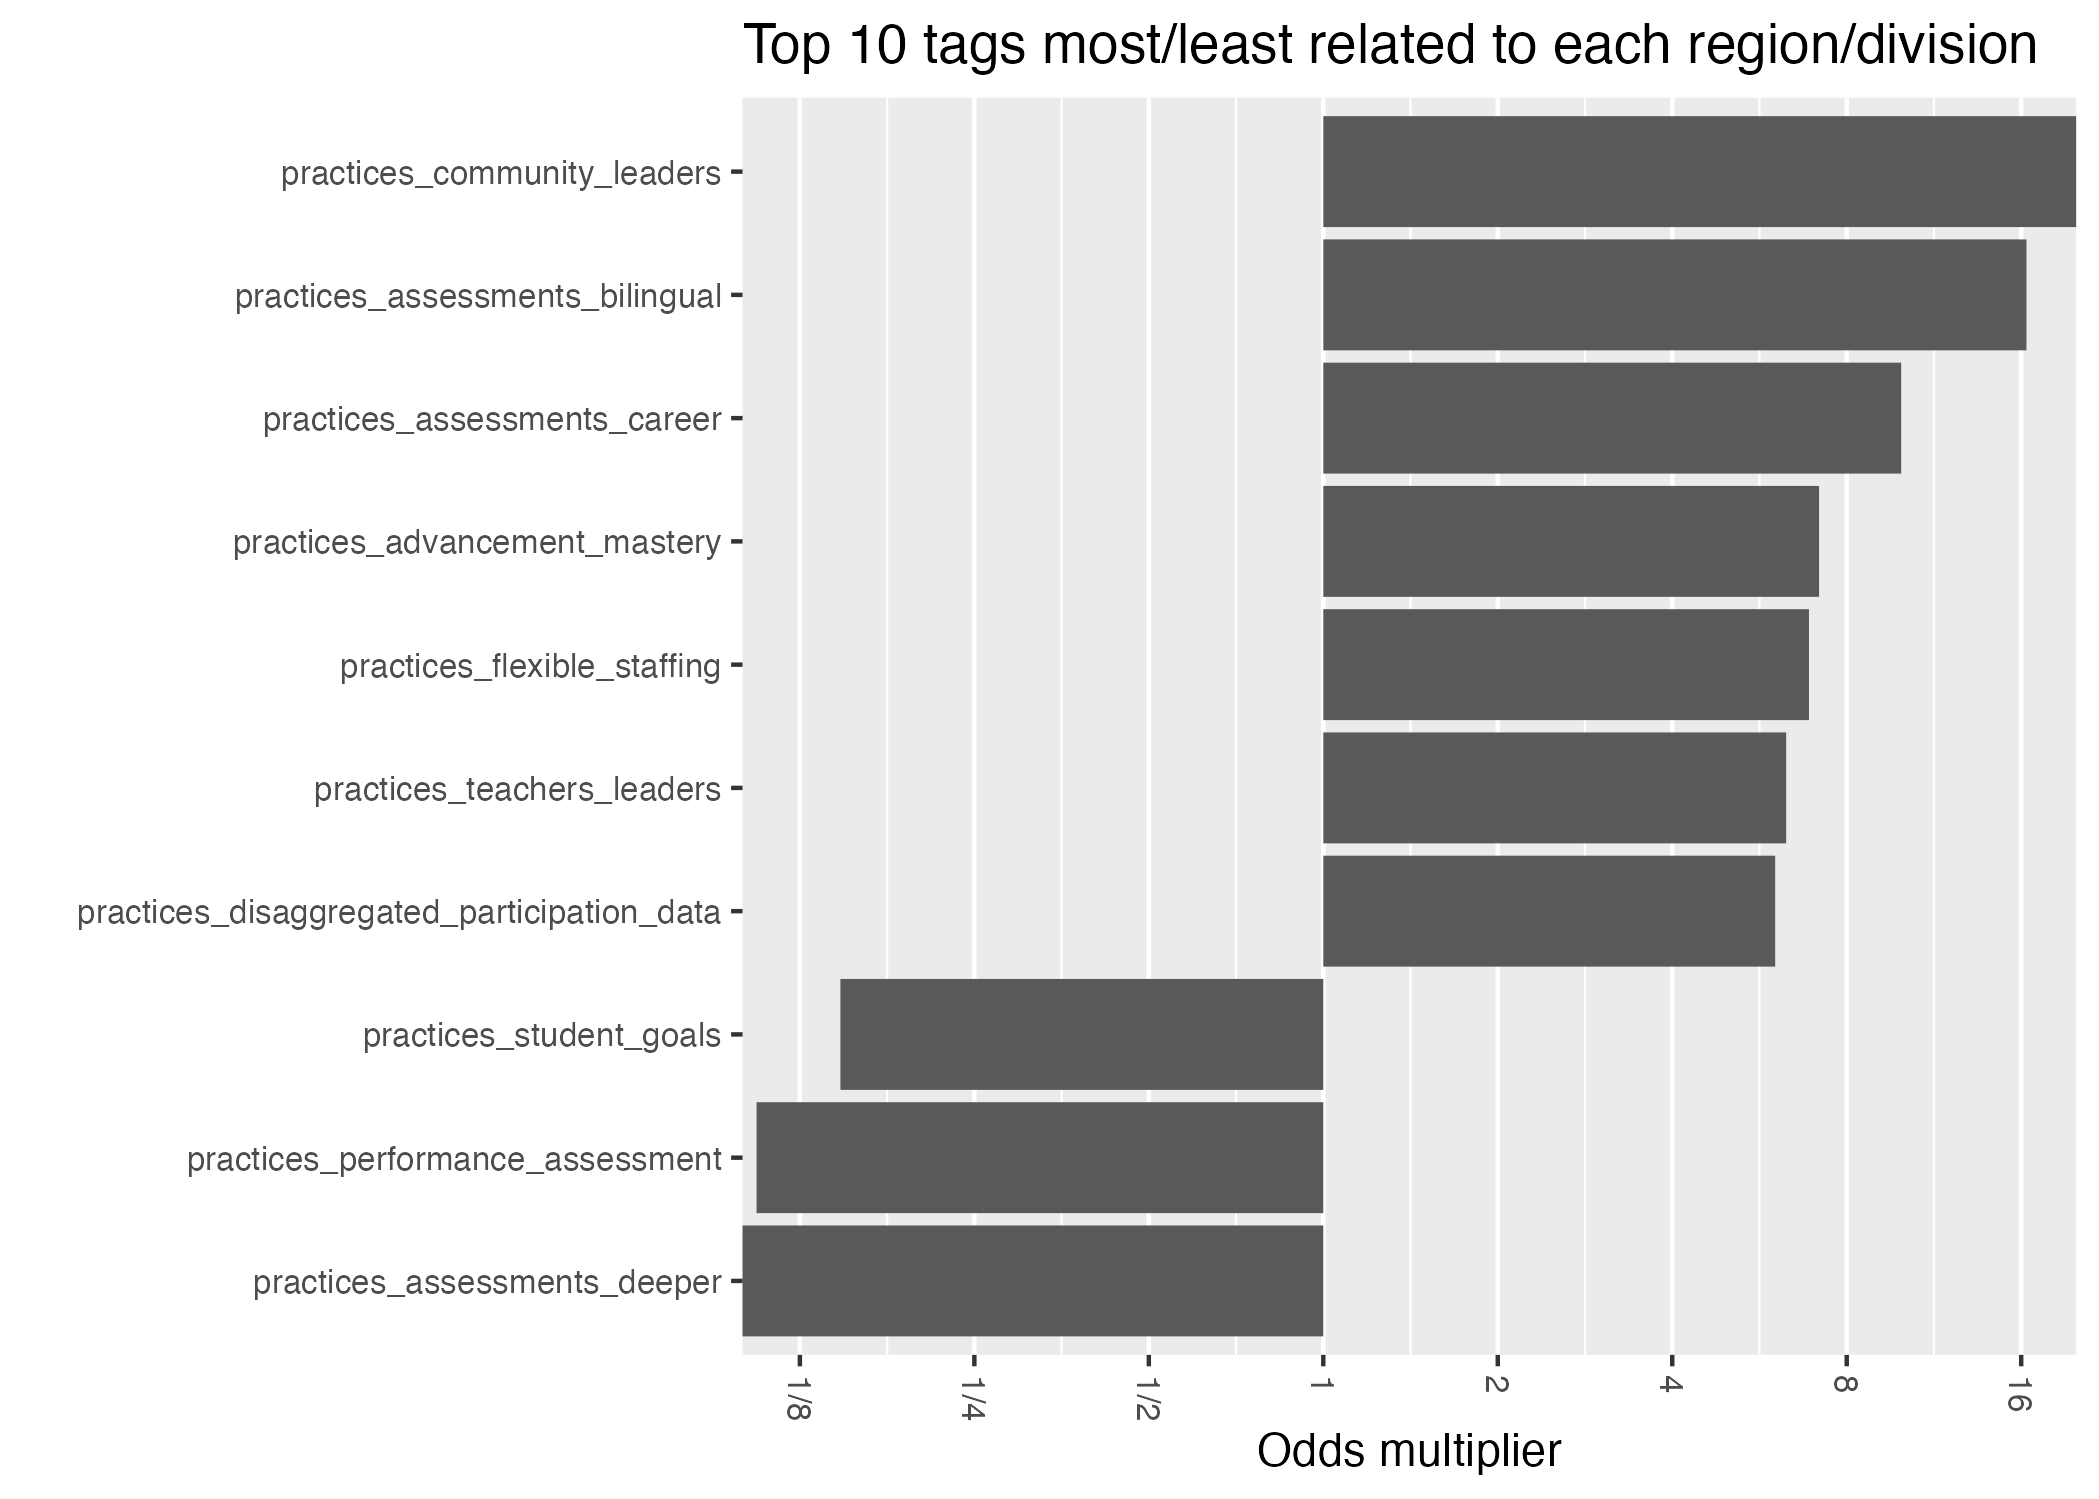 Top 10 tags most/least related to each region/division
practices_community_leaders
practices_assessments_bilingual
practices_assessments_career
practices_advancement_mastery
practices_flexible_staffing
practices_teachers_leaders
practices_disaggregated_participation_data
practices_student_goals
practices_performance_assessment
practices_assessments_deeper
1/8 1/4 1/2 1 2 4 8 16
Odds multiplier